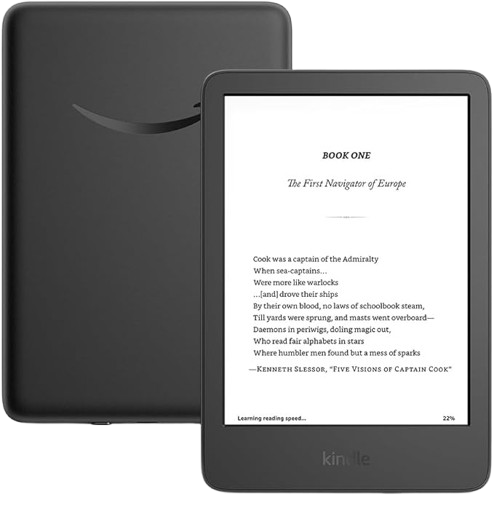 BOOK ONE
The First Navigator of Europe
Cook was a captain of the Admiralty
When sea-captains...
Were more like warlocks
...[and] drove their ships
By their own blood, no laws of schoolbook steam,
Till yards were sprung, and masts went overboard—
Daemons in periwigs, doling magic out,
Who read fair alphabets in stars
Where humbler men found but a mess of sparks
—Kenneth Slessor, "Five Visions of Captain Cook"
Learning reading speed... 22%
kindle